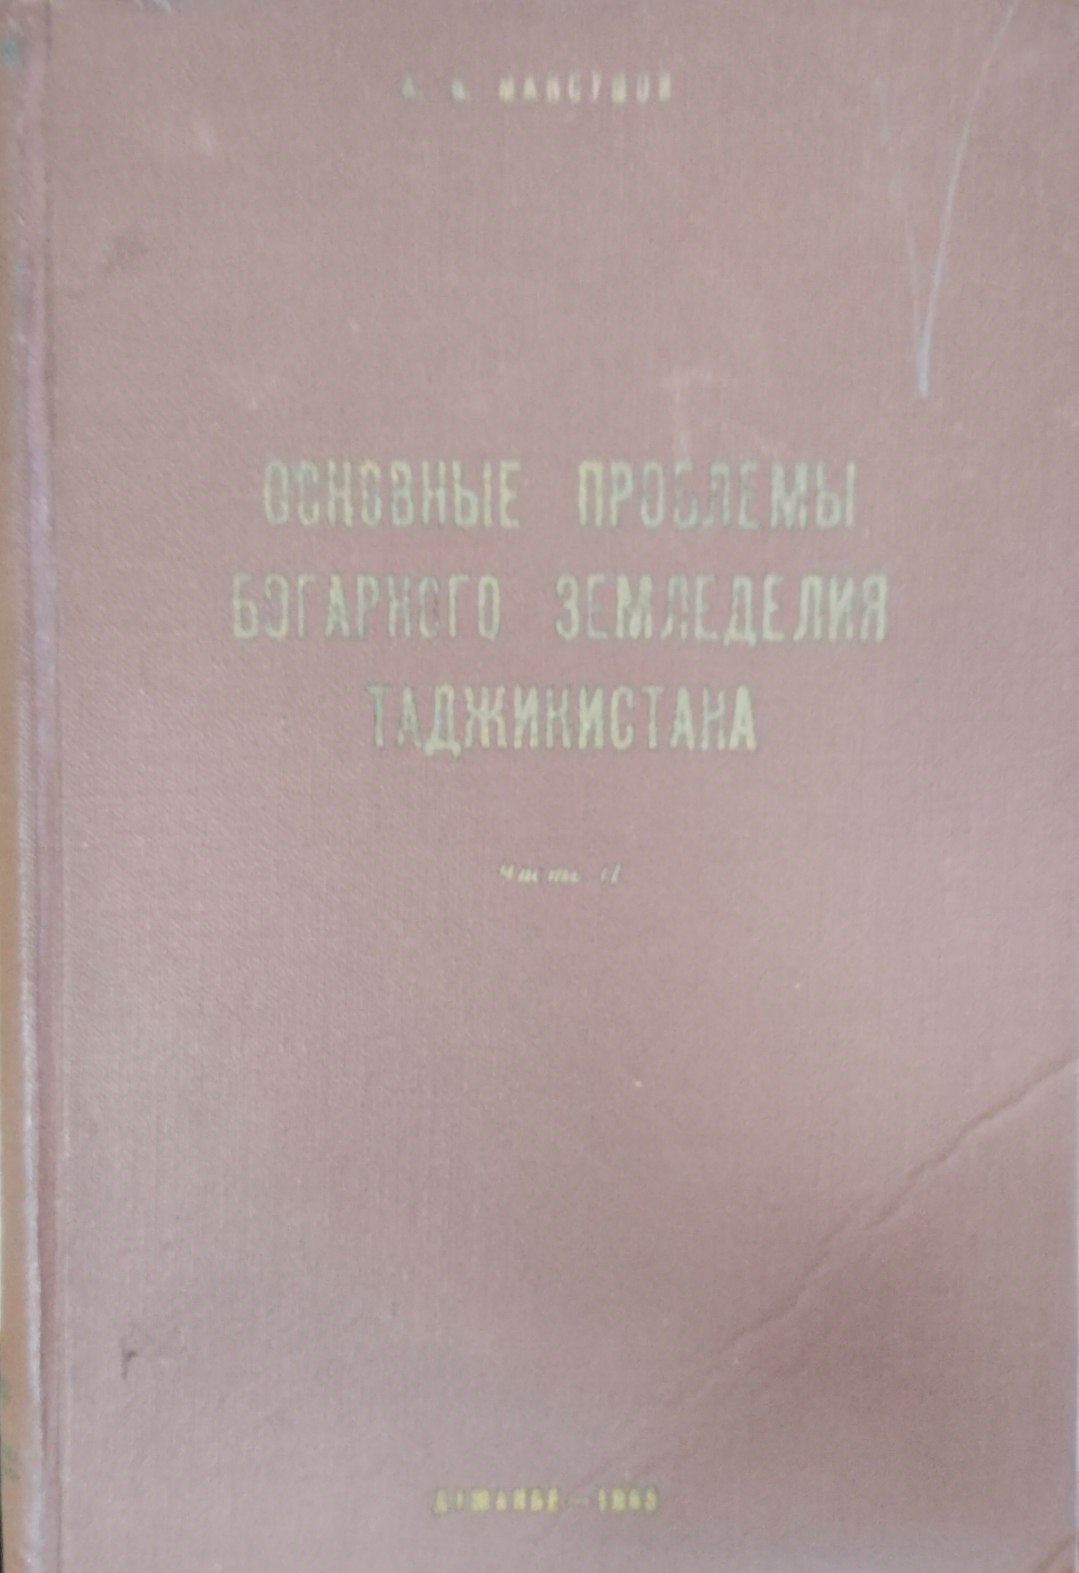 ОСНОВНЫЕ ПРОБЛЕМЫ
БОГАРНОГО ЗЕМЛЕДЕЛИЯ
ТАДЖИКИСТАНА
Часть II
ДУШАНБЕ —